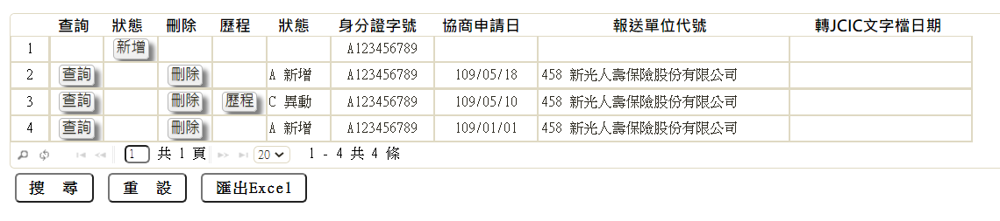 查詢 狀態 刪除 歷程 狀態 身分證字號 協商申請日 報送單位代號 轉JCIC文字檔日期
1 新增 A123456789
2 查詢 刪除 A 新增 A123456789 109/05/18 458 新光人壽保險股份有限公司
3 查詢 刪除 歷程 C 異動 A123456789 109/05/10 458 新光人壽保險股份有限公司
4 查詢 刪除 A 新增 A123456789 109/01/01 458 新光人壽保險股份有限公司
1 共 1 頁 20 1 - 4 共 4 條
搜 尋 重 設 匯出Excel